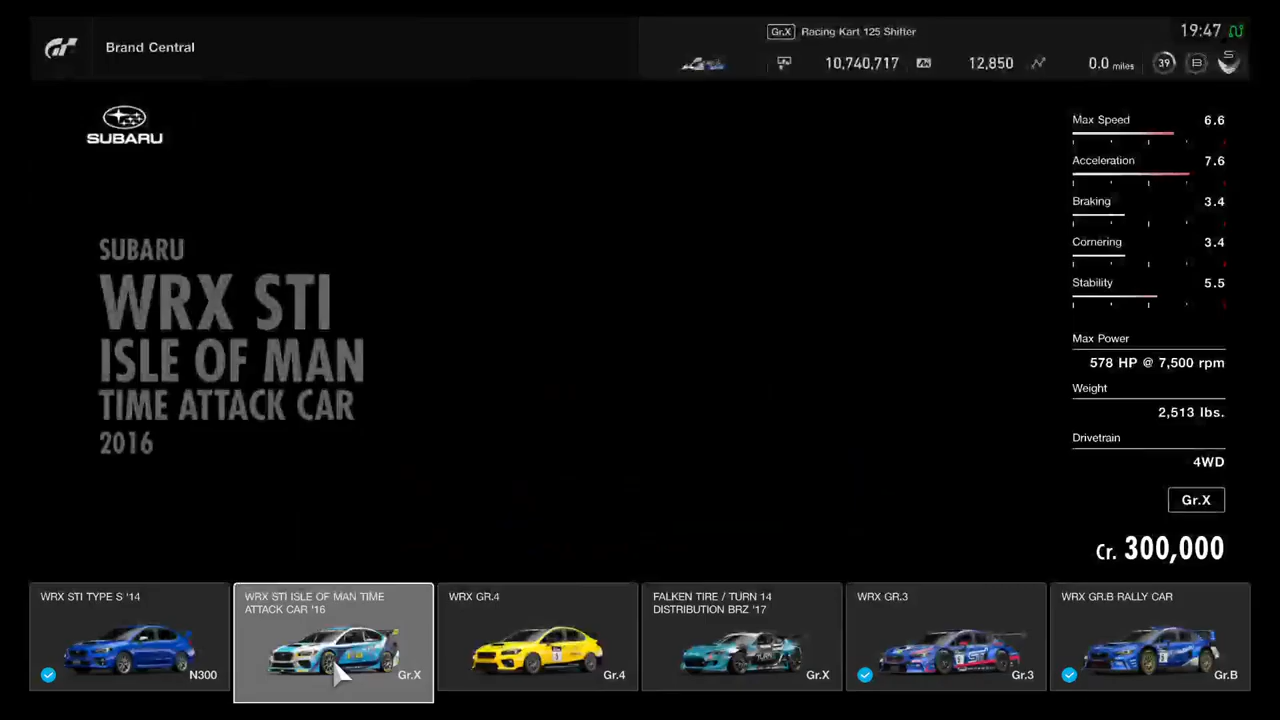 Brand Central
Gr.X Racing Kart 125 Shifter
19:47
10,740,717
12,850
0.0 miles
39
B
S
SUBARU
SUBARU
WRX STI
ISLE OF MAN
TIME ATTACK CAR
2016
Max Speed 6.6
Acceleration 7.6
Braking 3.4
Cornering 3.4
Stability 5.5
Max Power
578 HP @ 7,500 rpm
Weight
2,513 lbs.
Drivetrain
4WD
Gr.X
Cr. 300,000
WRX STI TYPE S '14
N300
WRX STI ISLE OF MAN TIME
ATTACK CAR '16
Gr.X
WRX GR.4
Gr.4
FALKEN TIRE / TURN 14
DISTRIBUTION BRZ '17
Gr.X
WRX GR.3
Gr.3
WRX GR.B RALLY CAR
Gr.B